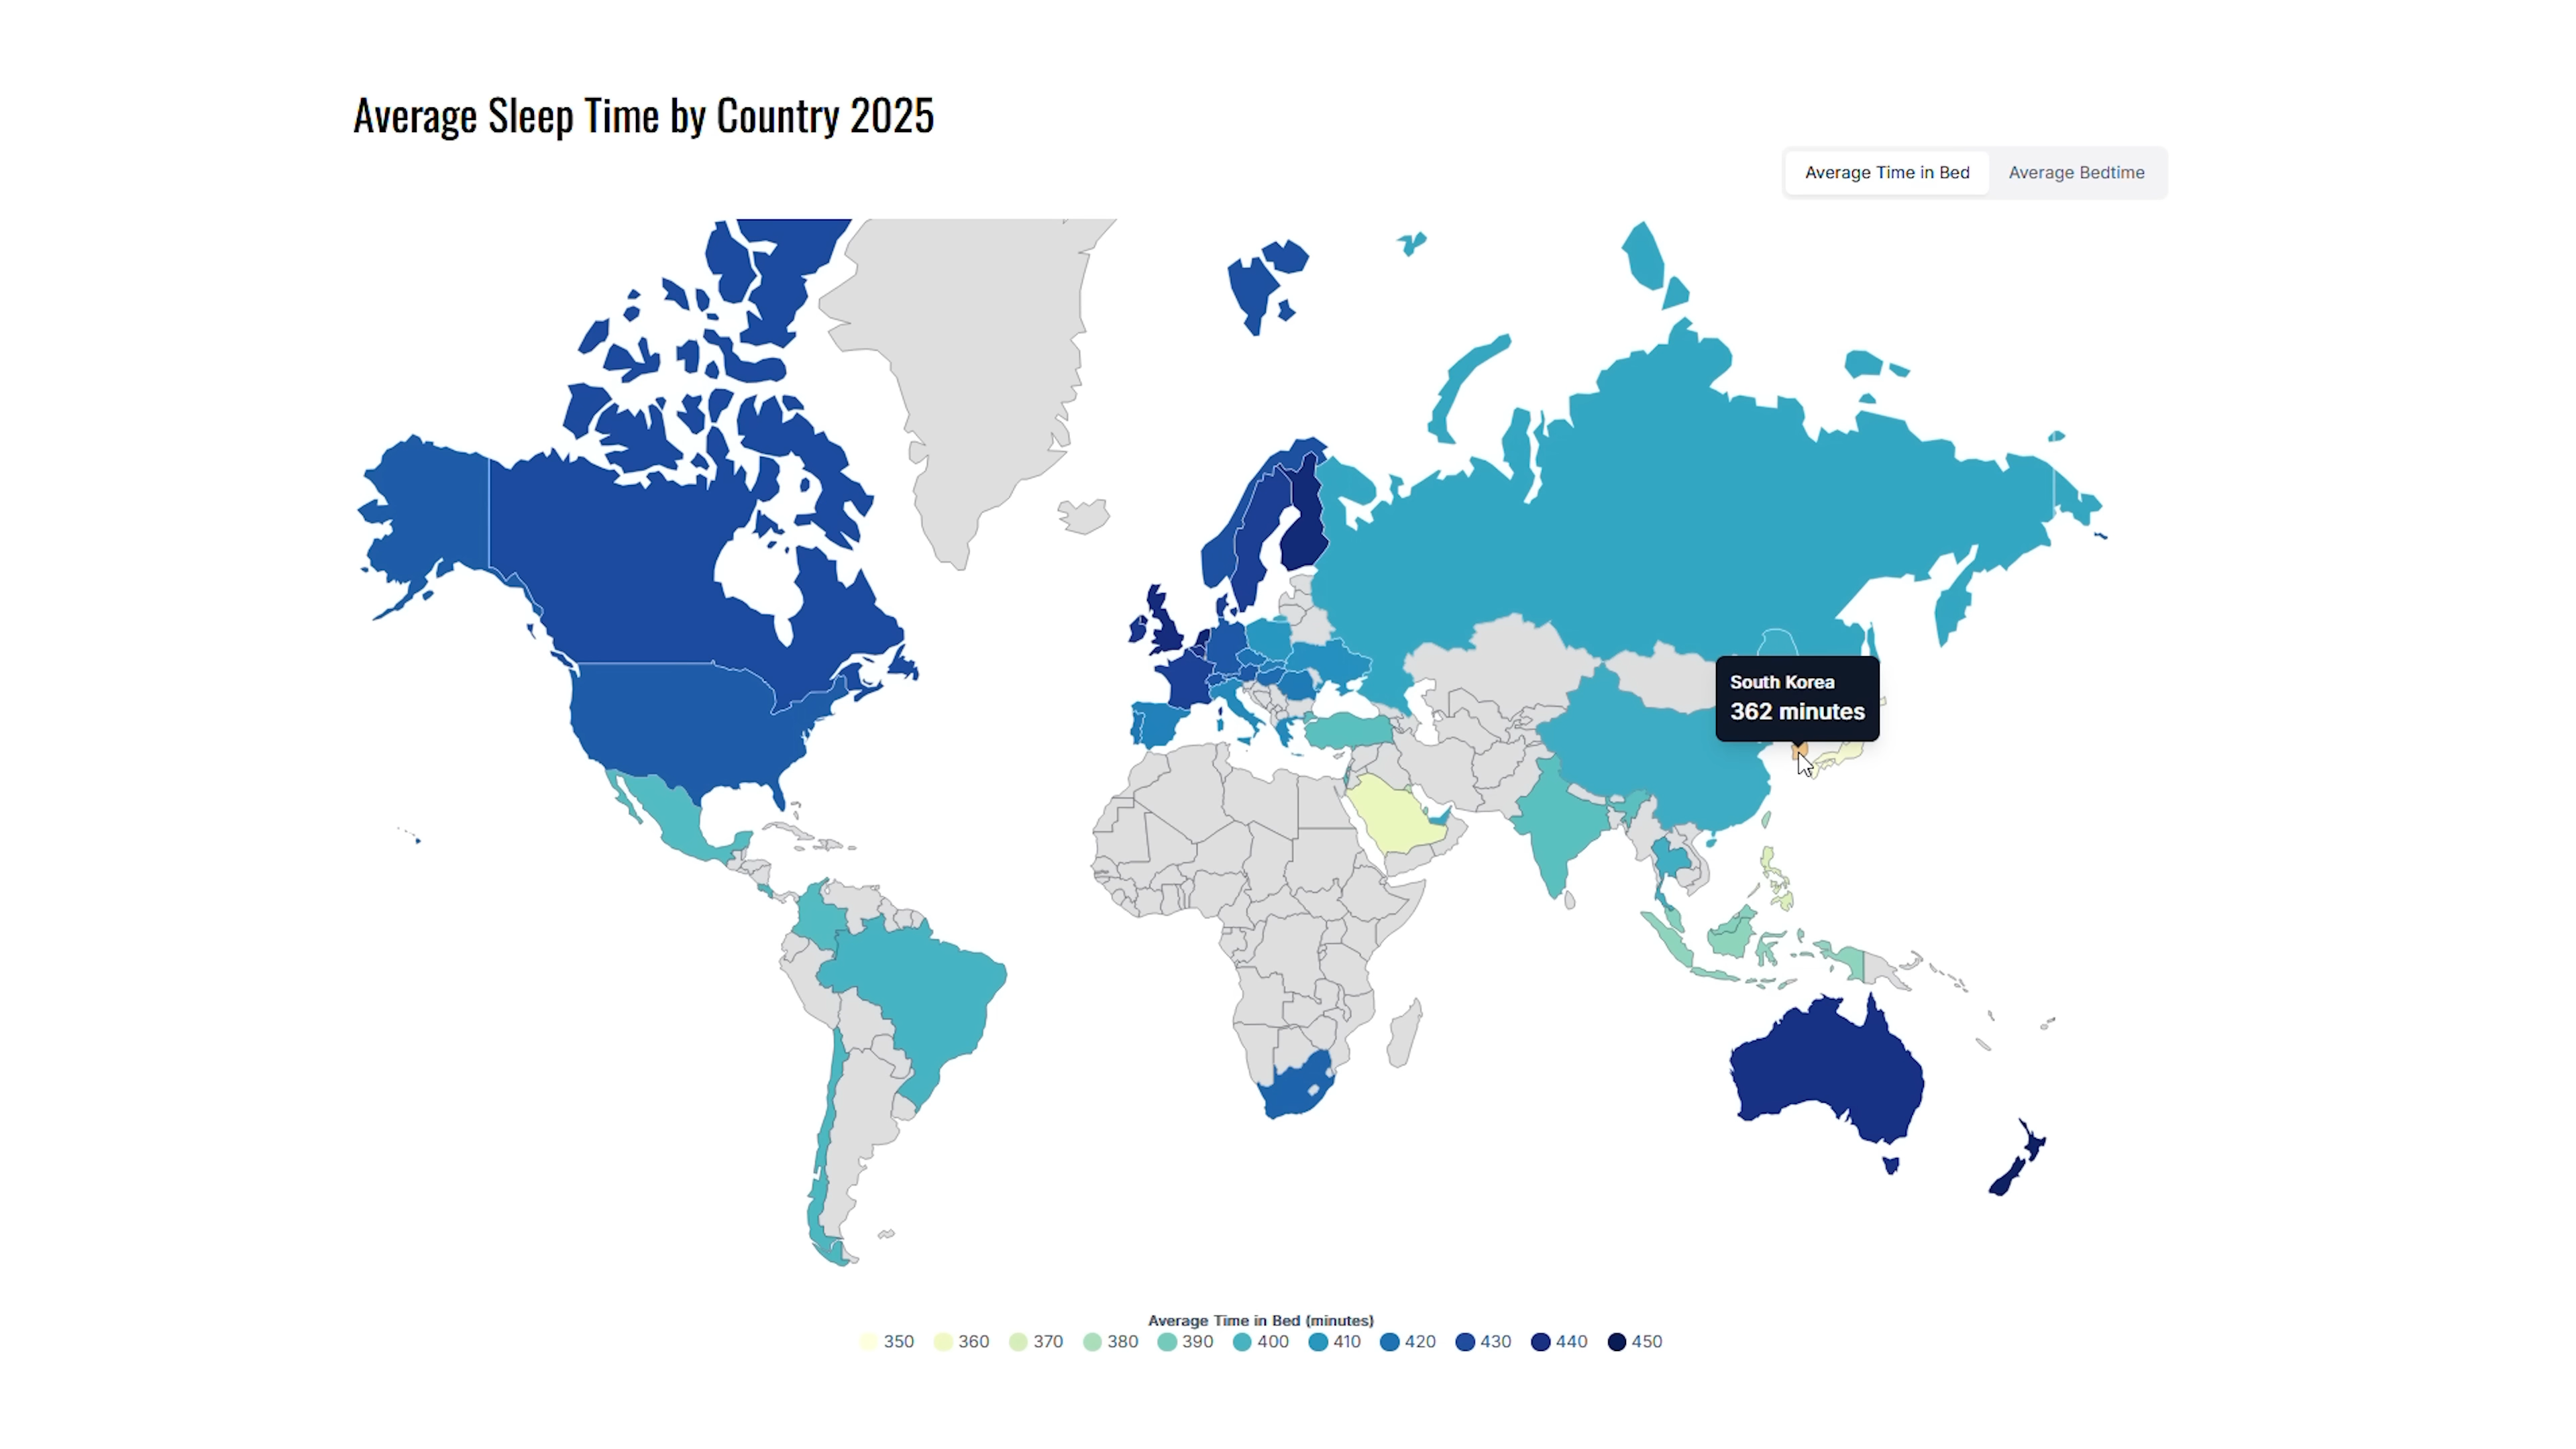 Average Sleep Time by Country 2025
Average Time in Bed Average Bedtime
South Korea
362 minutes
Average Time in Bed (minutes)
350 360 370 380 390 400 410 420 430 440 450